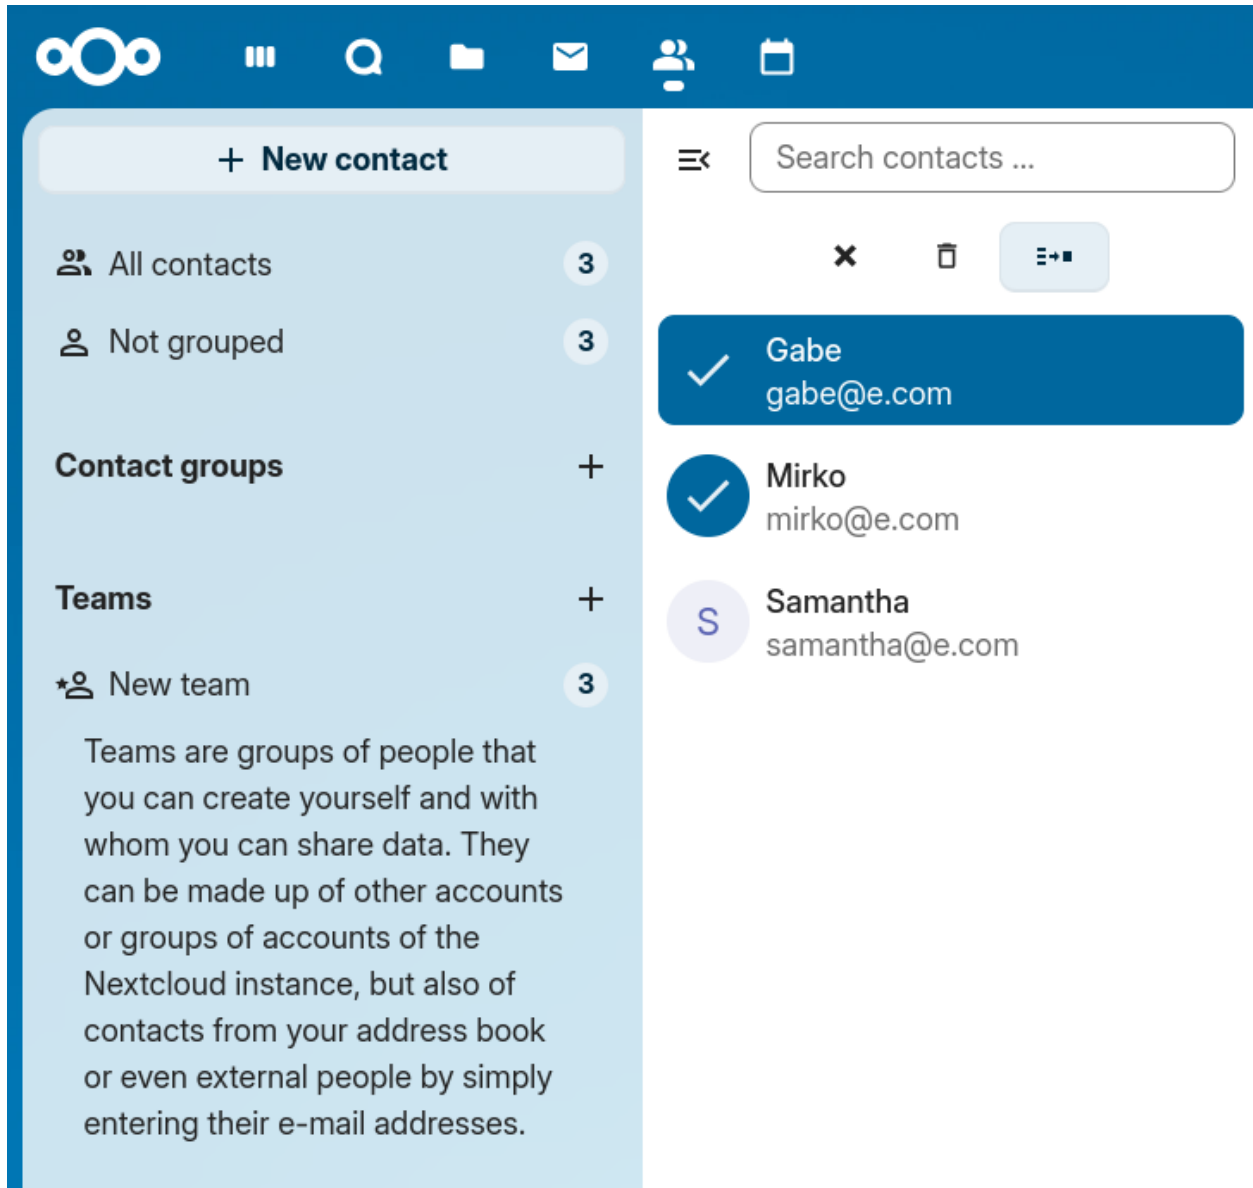 New contact
All contacts 3
Not grouped 3
Contact groups
Teams
New team 3
Teams are groups of people that
you can create yourself and with
whom you can share data. They
can be made up of other accounts
or groups of accounts of the
Nextcloud instance, but also of
contacts from your address book
or even external people by simply
entering their e-mail addresses.
Search contacts ...
Gabe
gabe@e.com
Mirko
mirko@e.com
S
Samantha
samantha@e.com